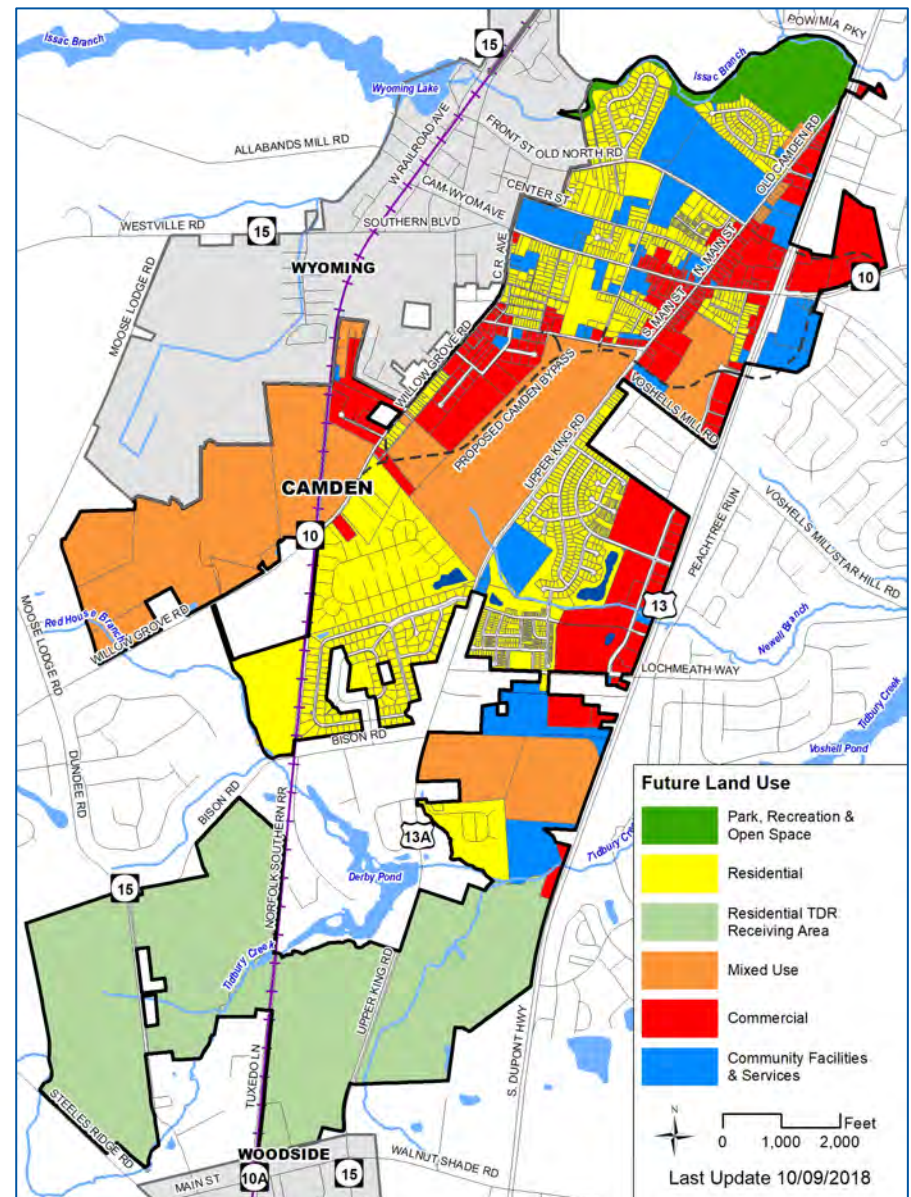 POW/MIA PKY
Issac Branch
15
Issac Branch
Wyoming Lake
W RAILROAD AVE
FRONT ST
OLD NORTH RD
OLD CAMDEN RD
ALLABANDS MILL RD
CAM-WYOM AVE
CENTER ST
WESTVILLE RD
15
SOUTHERN BLVD
C.R. AVE
N. MAIN ST
WYOMING
10
MOOSE LODGE RD
S. MAIN ST
WILLOW GROVE RD
VOSHELLS MILL RD
PROPOSED CAMDEN BYPASS
UPPER KING RD
CAMDEN
10
PEACHTREE RUN
VOSHELLS MILL/STAR HILL RD
MOOSE LODGE RD
Red House Branch
WILLOW GROVE RD
13
Newell Branch
LOCHMEATH WAY
Tidbury Creek
BISON RD
Voshell Pond
DUNDEE RD
BISON RD
NORFOLK SOUTHERN RR
13A
Tidbury Creek
Derby Pond
15
Tidbury Creek
UPPER KING RD
S. DUPONT HWY
TUXEDO LN
STEELES RIDGE RD
WOODSIDE
WALNUT SHADE RD
MAIN ST
10A
15
Future Land Use
Park, Recreation &
Open Space
Residential
Residential TDR
Receiving Area
Mixed Use
Commercial
Community Facilities
& Services
N
Feet
0 1,000 2,000
Last Update 10/09/2018